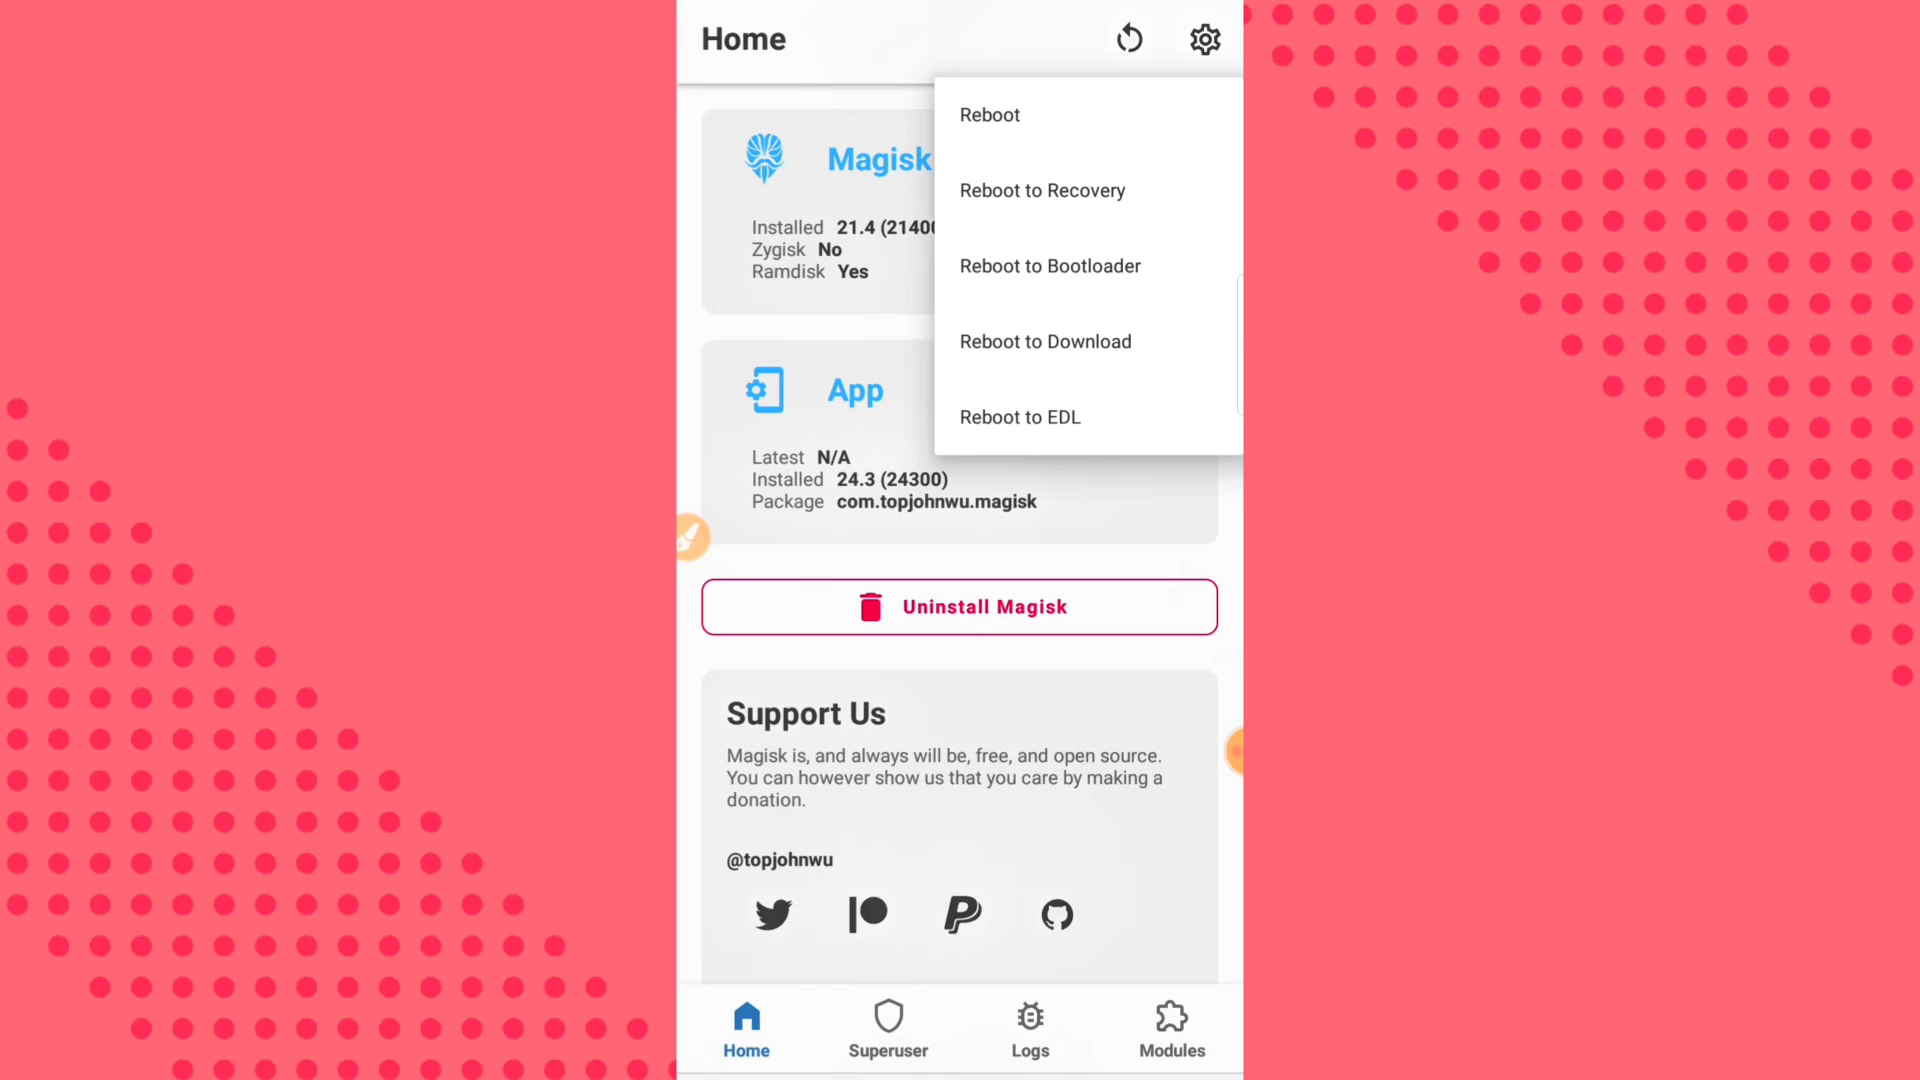 Home
Reboot
Reboot to Recovery
Reboot to Bootloader
Reboot to Download
Reboot to EDL
Magisk
Installed 21.4 (21400
Zygisk No
Ramdisk Yes
App
Latest N/A
Installed 24.3 (24300)
Package com.topjohnwu.magisk
Uninstall Magisk
Support Us
Magisk is, and always will be, free, and open source.
You can however show us that you care by making a
donation.
@topjohnwu
Home
Superuser
Logs
Modules